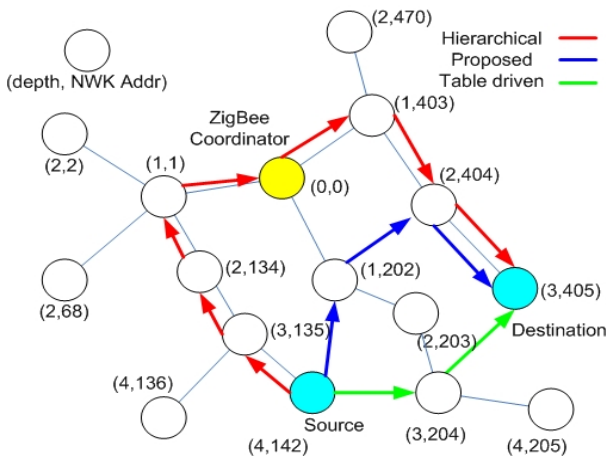 (2,470)
Hierarchical
Proposed
Table driven
(depth, NWK Addr)
(1,403)
ZigBee
Coordinator
(2,2)
(1,1)
(0,0)
(2,404)
(2,134)
(1,202)
(3,405)
(2,68)
Destination
(3,135)
(2,203)
(4,136)
Source
(4,142)
(3,204)
(4,205)